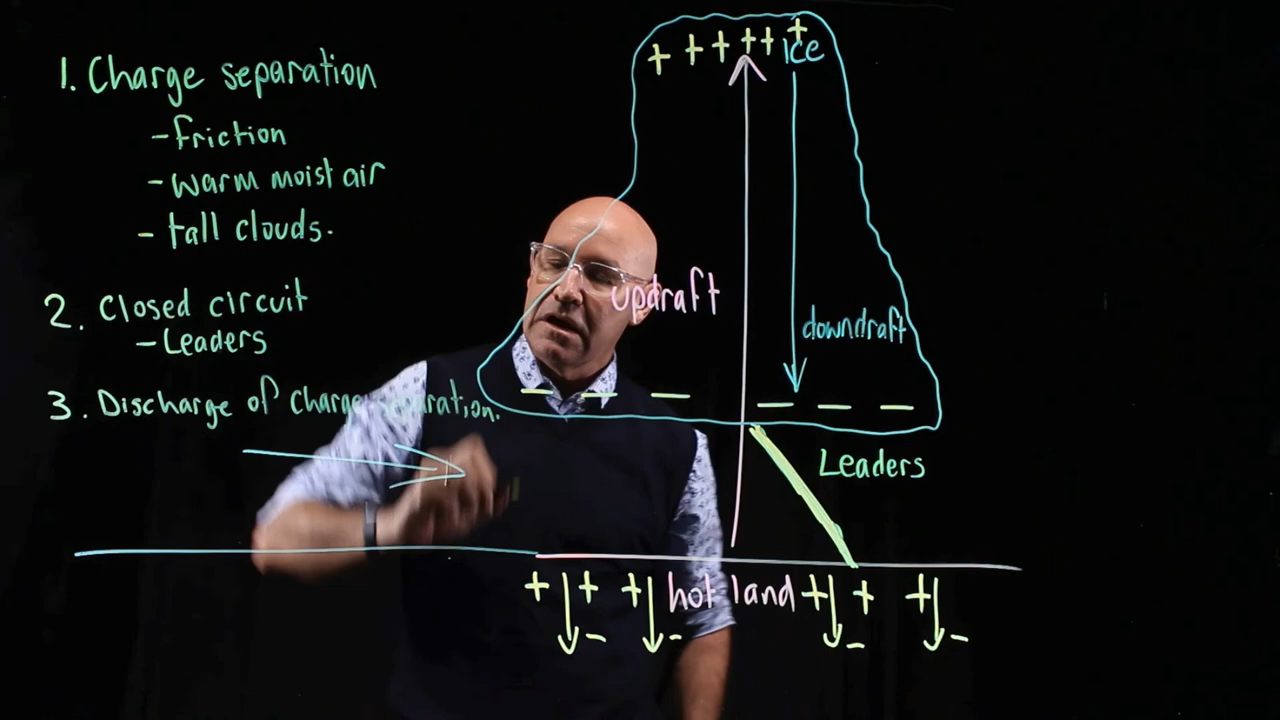 1. Charge separation
- friction
- warm moist air
- tall clouds.
2. Closed circuit
- Leaders
3. Discharge of charge separation.
+ + + + + +
ice
updraft
downdraft
— — — — — —
Leaders
+ + + hot land + + +
- - - -